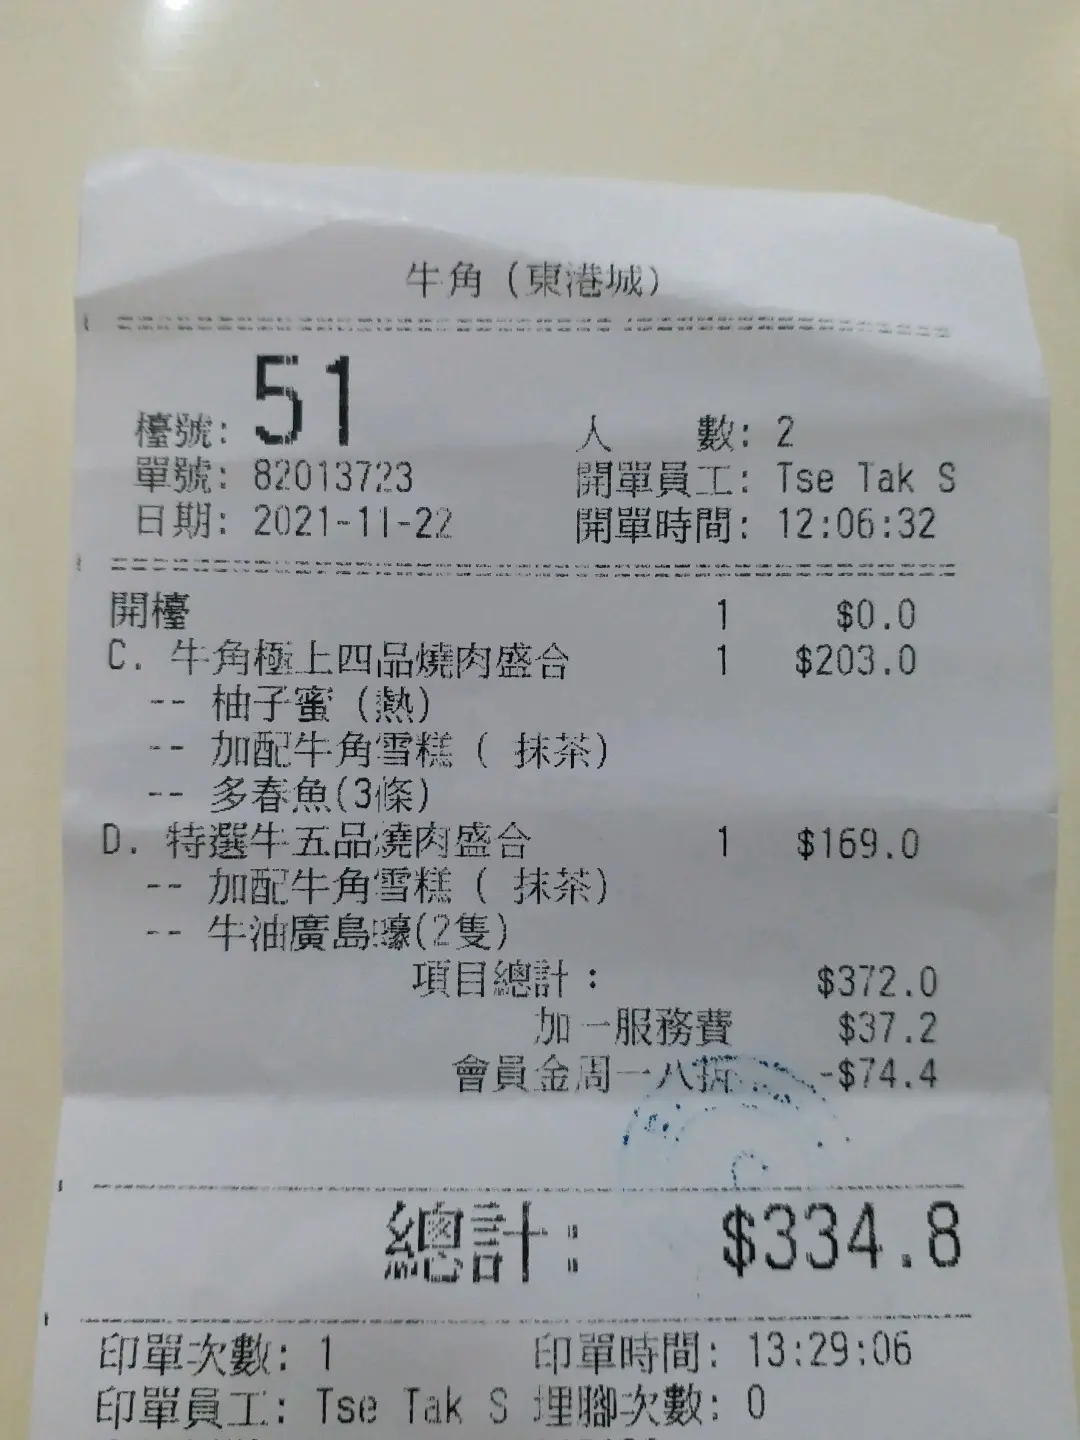 牛角（東港城）
檯號: 51 人 數: 2
單號: 82013723 開單員工: Tse Tak S
日期: 2021-11-22 開單時間: 12:06:32
開檯 1 $0.0
C. 牛角極上四品燒肉盛合 1 $203.0
-- 柚子蜜 (熱)
-- 加配牛角雪糕 ( 抹茶)
-- 多春魚(3條)
D. 特選牛五品燒肉盛合 1 $169.0
-- 加配牛角雪糕 ( 抹茶)
-- 牛油廣島蠔(2隻)
項目總計: $372.0
加一服務費 $37.2
會員金周一八折 -$74.4
總計: $334.8
印單次數: 1 印單時間: 13:29:06
印單員工: Tse Tak S 埋腳次數: 0